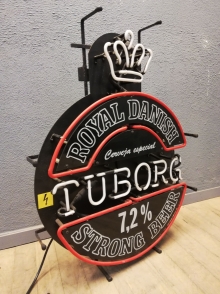 ROYAL DANISH
Cerveja especial
TUBORG
7,2%
STRONG BEER